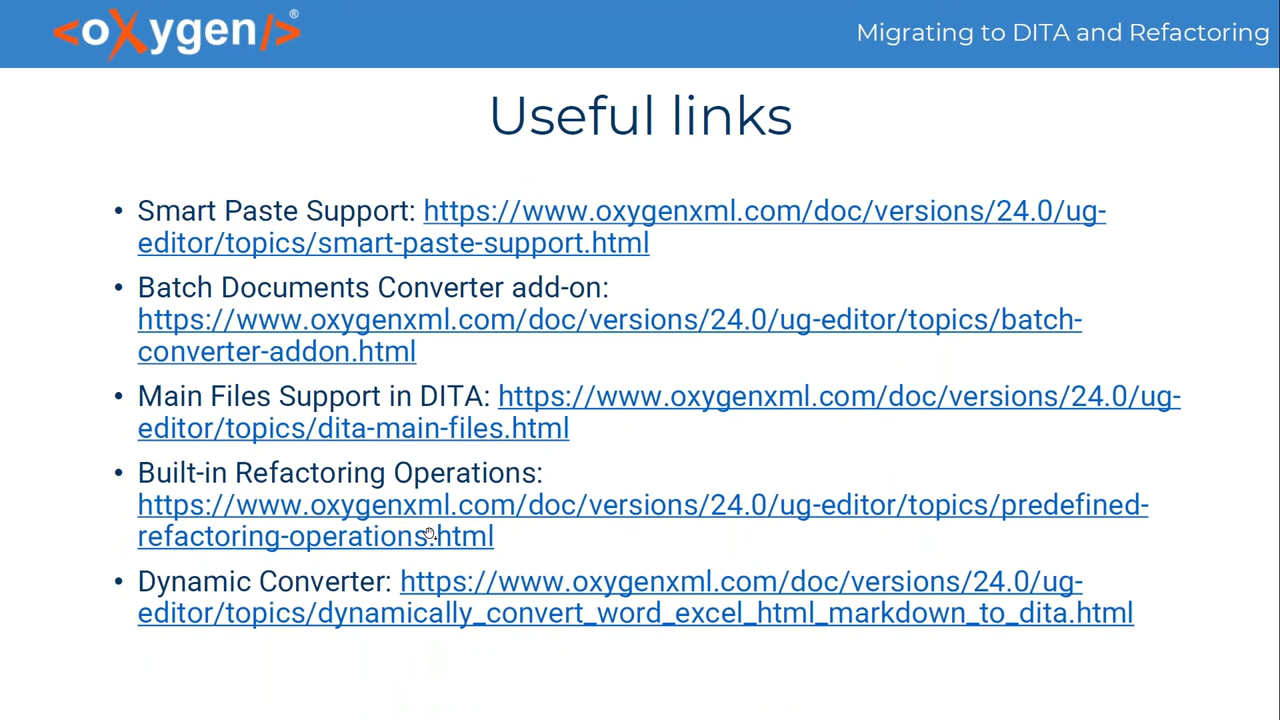 <oXygen/>®
Migrating to DITA and Refactoring
Useful links
• Smart Paste Support: https://www.oxygenxml.com/doc/versions/24.0/ug-
editor/topics/smart-paste-support.html
• Batch Documents Converter add-on:
https://www.oxygenxml.com/doc/versions/24.0/ug-editor/topics/batch-
converter-addon.html
• Main Files Support in DITA: https://www.oxygenxml.com/doc/versions/24.0/ug-
editor/topics/dita-main-files.html
• Built-in Refactoring Operations:
https://www.oxygenxml.com/doc/versions/24.0/ug-editor/topics/predefined-
refactoring-operations.html
• Dynamic Converter: https://www.oxygenxml.com/doc/versions/24.0/ug-
editor/topics/dynamically_convert_word_excel_html_markdown_to_dita.html